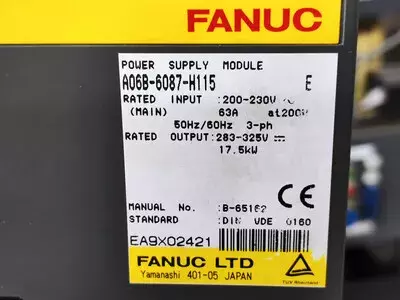 FANUC
POWER SUPPLY MODULE
A06B-6087-H115 E
RATED INPUT :200-230V
(MAIN) 63A at200V
50Hz/60Hz 3-ph
RATED OUTPUT:283-325V
17.5kW
MANUAL No. :B-65162
STANDARD :DIN VDE 0160
CE
EA9X02421
FANUC LTD
Yamanashi 401-05 JAPAN
TUV Rheinland